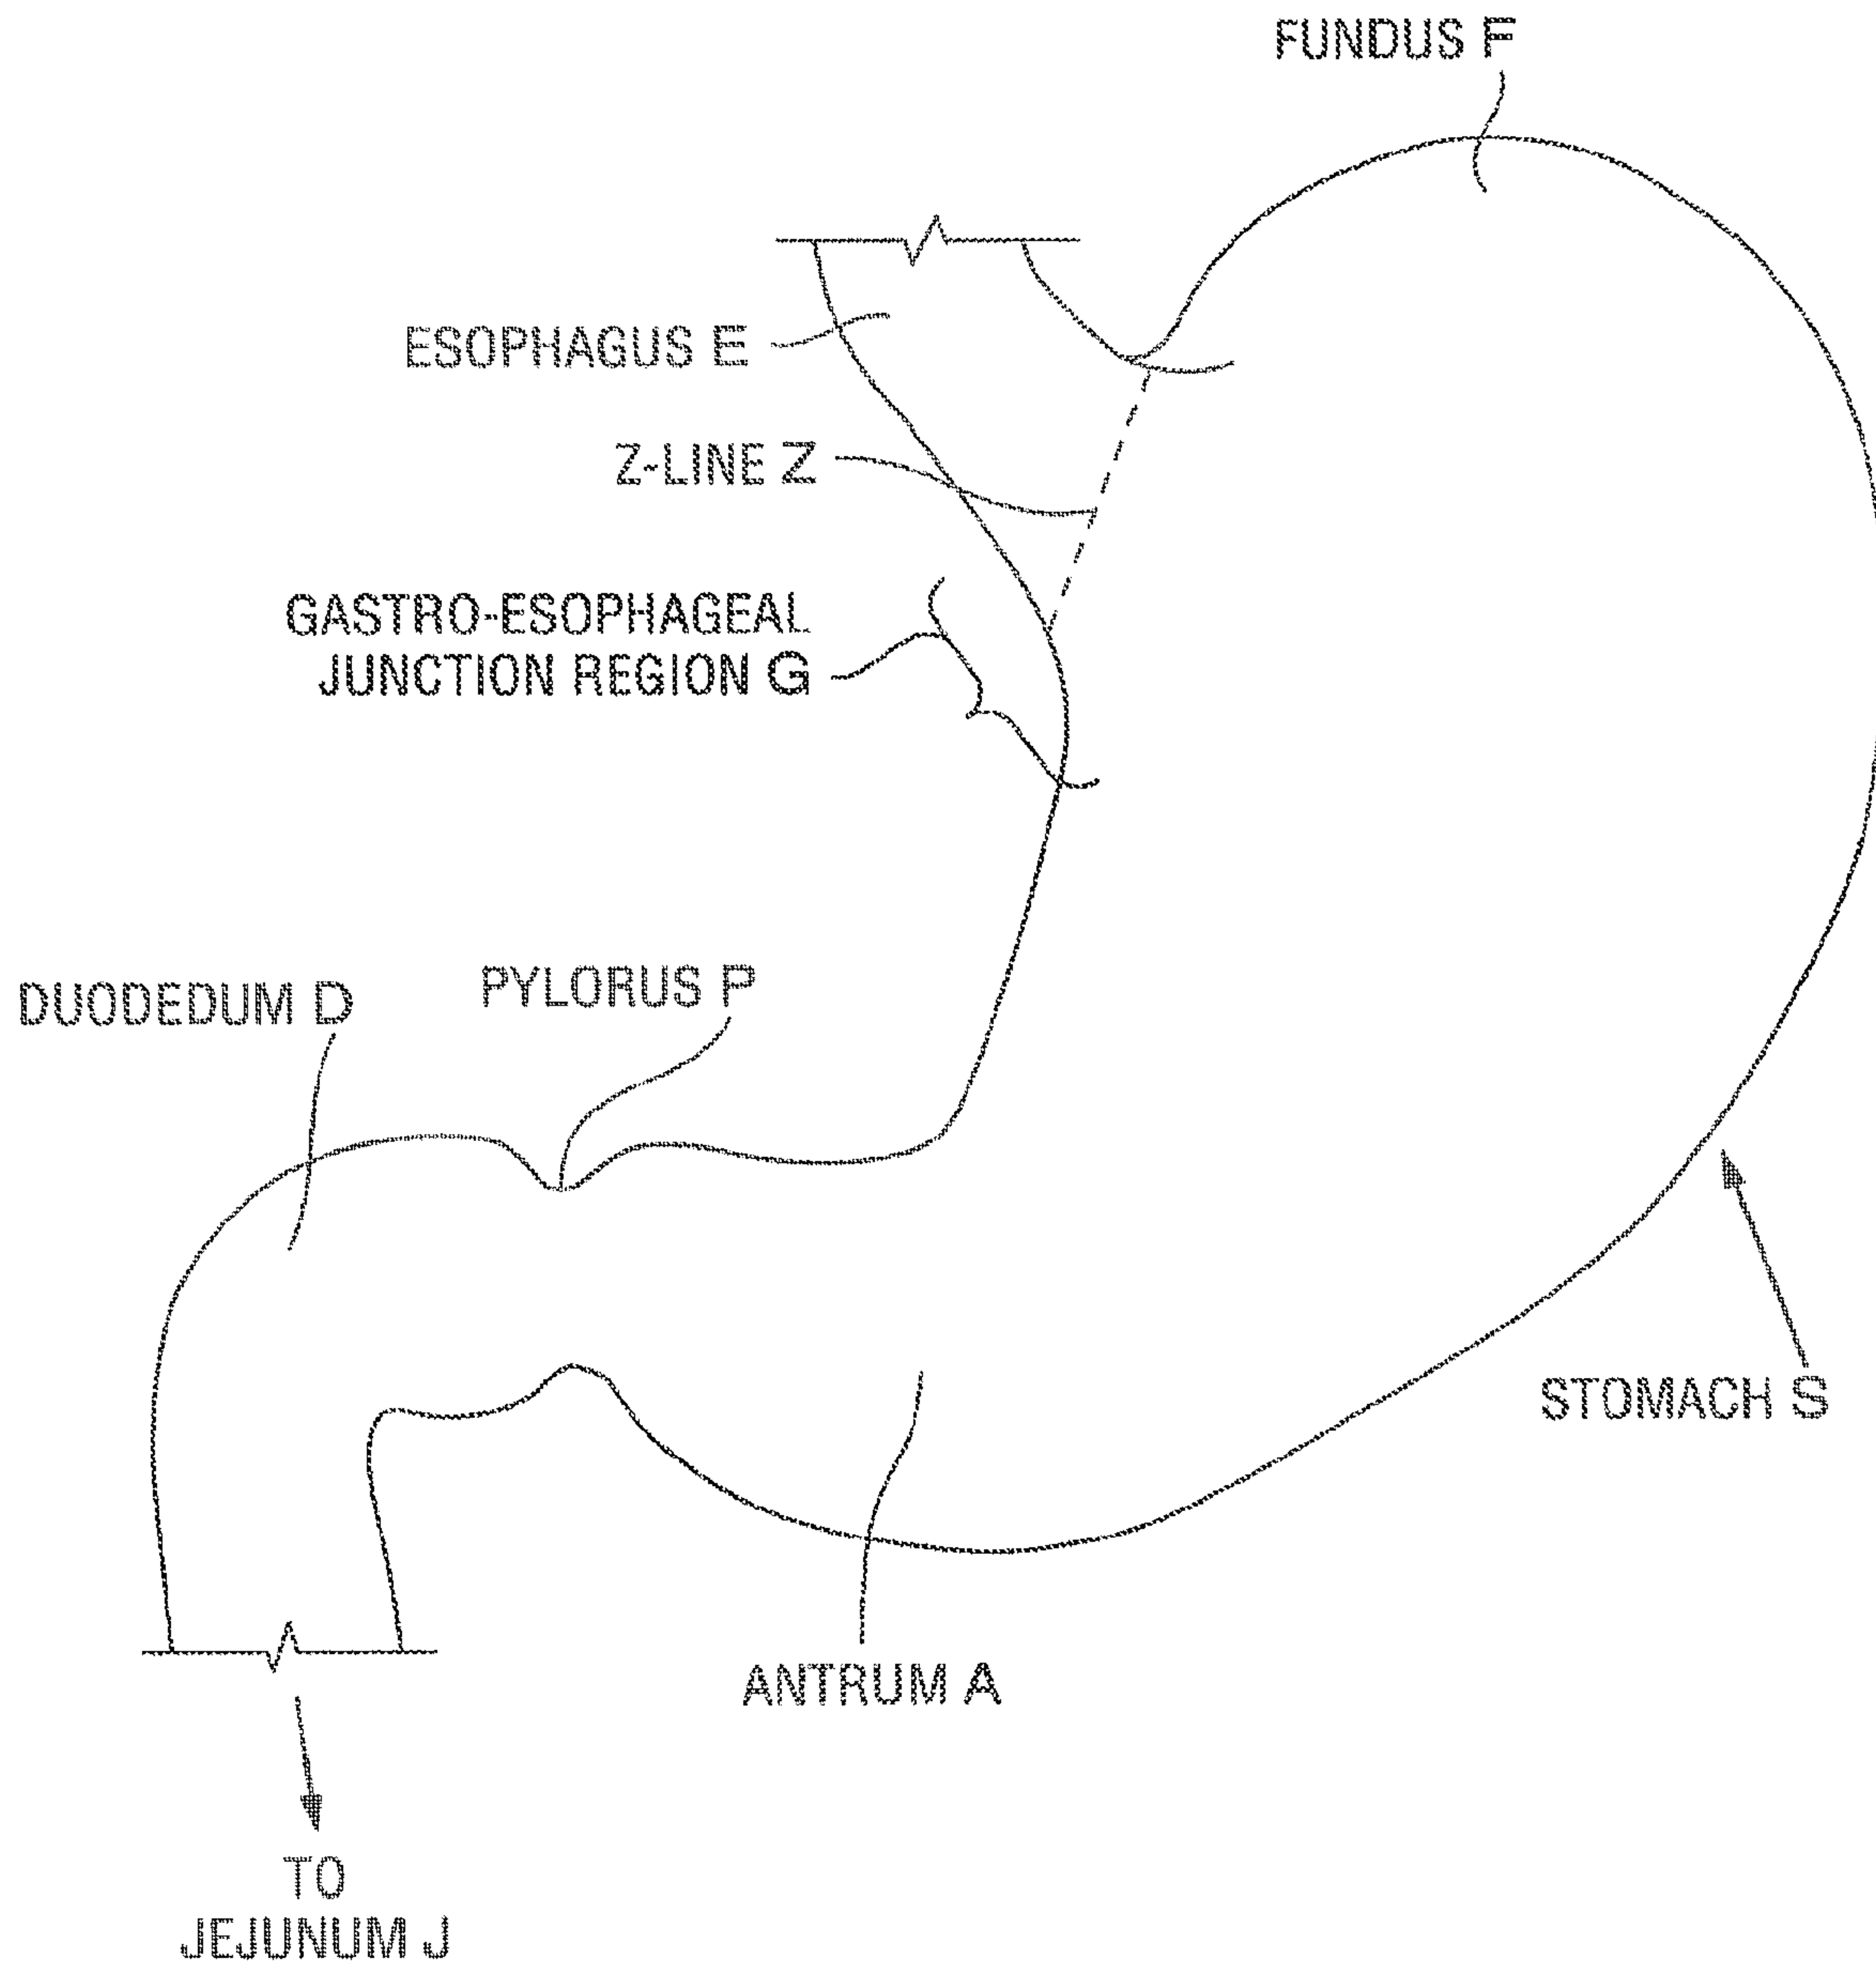 FUNDUS F
ESOPHAGUS E
Z-LINE Z
GASTRO-ESOPHAGEAL
JUNCTION REGION G
DUODEDUM D
PYLORUS P
STOMACH S
ANTRUM A
TO
JEJUNUM J